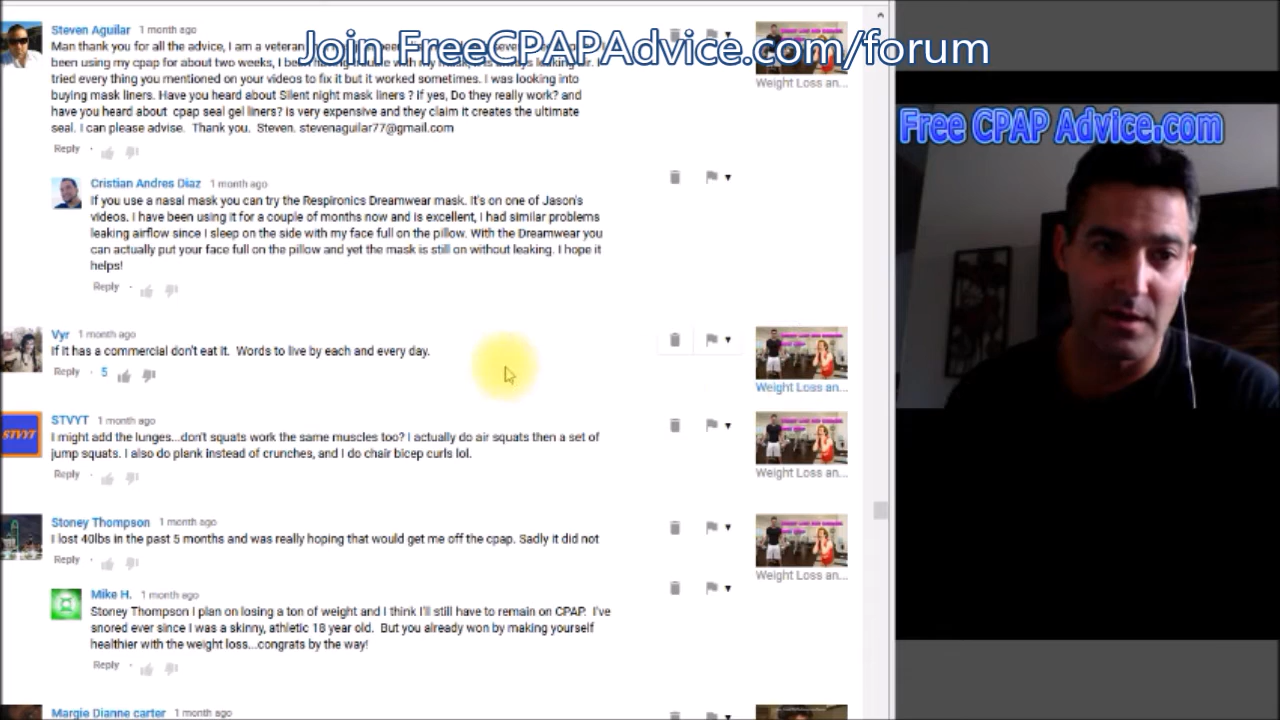 Join FreeCPAPAdvice.com/forum
Steven Aguilar 1 month ago
Man thank you for all the advice, I am a veteran
been using my cpap for about two weeks, I
tried every thing you mentioned on your videos to fix it but it worked sometimes. I was looking into
buying mask liners. Have you heard about Silent night mask liners ? If yes, Do they really work? and
have you heard about cpap seal gel liners? Is very expensive and they claim it creates the ultimate
seal. I can please advise. Thank you. Steven. stevenaguilar77@gmail.com
Reply ·
Weight Loss an...
Free CPAP Advice.com
Cristian Andres Diaz 1 month ago
If you use a nasal mask you can try the Respironics Dreamwear mask. It's on one of Jason's
videos. I have been using it for a couple of months now and is excellent, I had similar problems
leaking airflow since I sleep on the side with my face full on the pillow. With the Dreamwear you
can actually put your face full on the pillow and yet the mask is still on without leaking. I hope it
helps!
Reply ·
Vyr 1 month ago
If it has a commercial don't eat it. Words to live by each and every day.
Reply · 5
Weight Loss an...
STVYT
STVYT 1 month ago
I might add the lunges...don't squats work the same muscles too? I actually do air squats then a set of
jump squats. I also do plank instead of crunches, and I do chair bicep curls lol.
Reply ·
Weight Loss an...
Stoney Thompson 1 month ago
I lost 40lbs in the past 5 months and was really hoping that would get me off the cpap. Sadly it did not
Reply ·
Weight Loss an...
Mike H. 1 month ago
Stoney Thompson I plan on losing a ton of weight and I think I'll still have to remain on CPAP. I've
snored ever since I was a skinny, athletic 18 year old. But you already won by making yourself
healthier with the weight loss...congrats by the way!
Reply ·
Margie Dianne carter 1 month ago